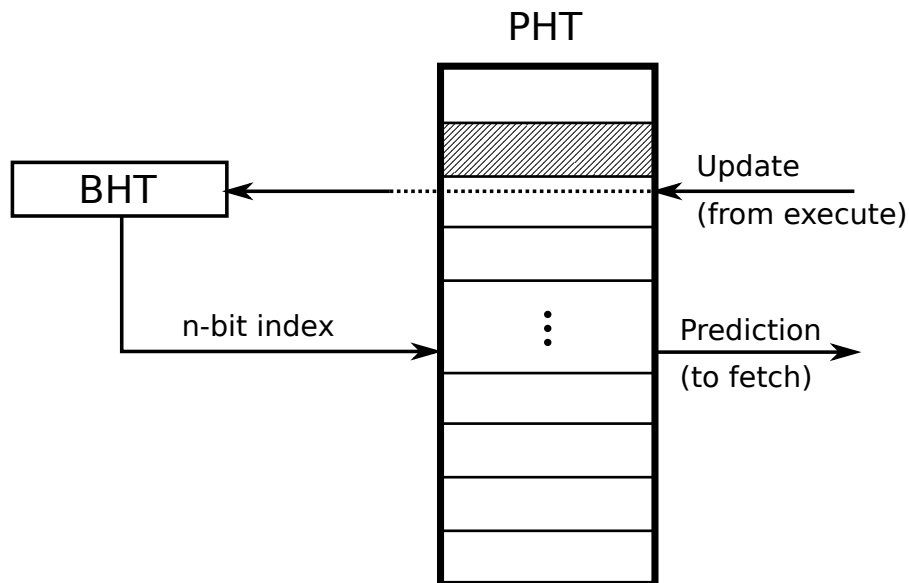 PHT
BHT
Update
(from execute)
n-bit index
Prediction
(to fetch)